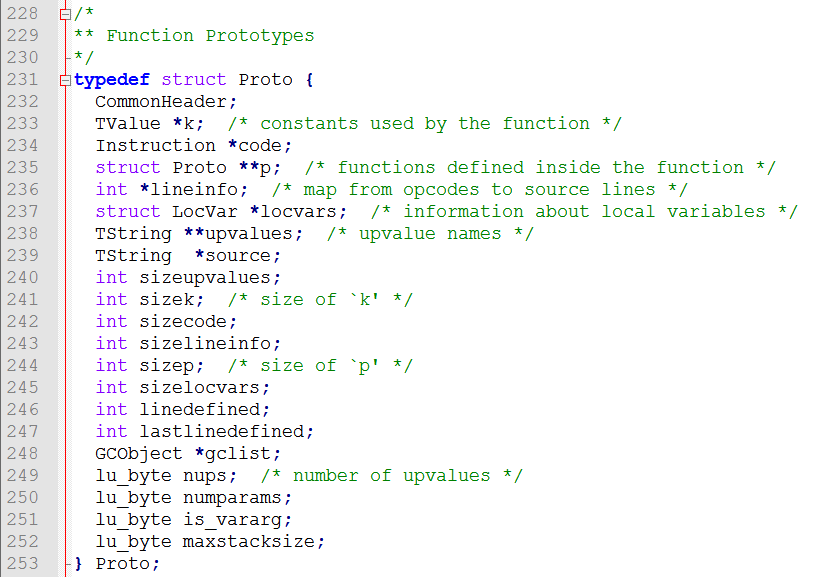 228 /*
229 ** Function Prototypes
230 */
231 typedef struct Proto {
232   CommonHeader;
233   TValue *k;  /* constants used by the function */
234   Instruction *code;
235   struct Proto **p;  /* functions defined inside the function */
236   int *lineinfo;  /* map from opcodes to source lines */
237   struct LocVar *locvars;  /* information about local variables */
238   TString **upvalues;  /* upvalue names */
239   TString  *source;
240   int sizeupvalues;
241   int sizek;  /* size of `k' */
242   int sizecode;
243   int sizelineinfo;
244   int sizep;  /* size of `p' */
245   int sizelocvars;
246   int linedefined;
247   int lastlinedefined;
248   GCObject *gclist;
249   lu_byte nups;  /* number of upvalues */
250   lu_byte numparams;
251   lu_byte is_vararg;
252   lu_byte maxstacksize;
253 } Proto;